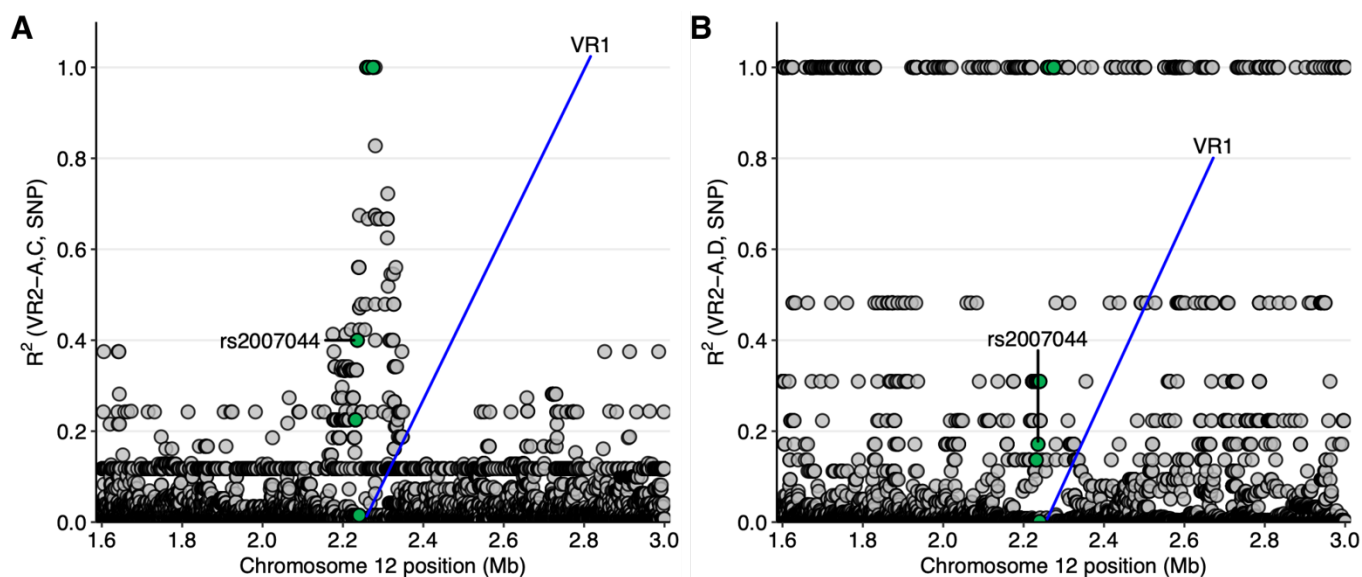 A
R² (VR2−A,C, SNP)
1.0
0.8
0.6
0.4
0.2
0.0
VR1
rs2007044
1.6 1.8 2.0 2.2 2.4 2.6 2.8 3.0
Chromosome 12 position (Mb)
B
R² (VR2−A,D, SNP)
1.0
0.8
0.6
0.4
0.2
0.0
VR1
rs2007044
1.6 1.8 2.0 2.2 2.4 2.6 2.8 3.0
Chromosome 12 position (Mb)